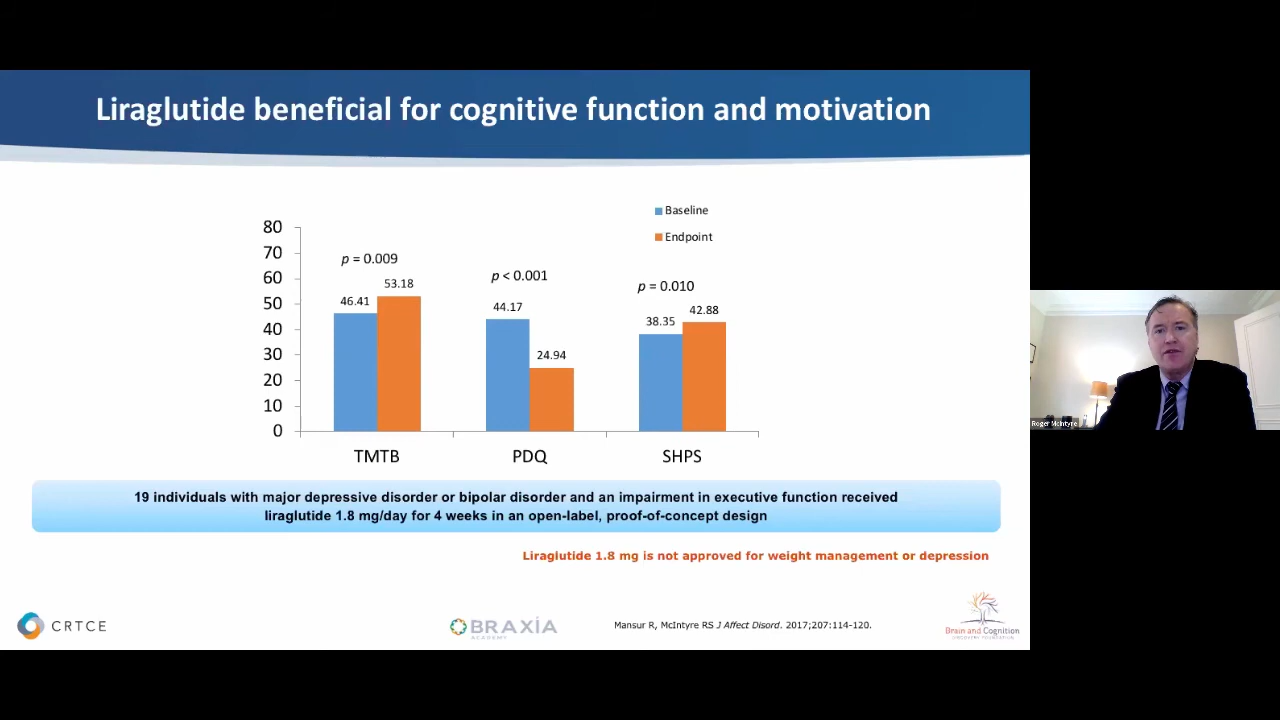 Liraglutide beneficial for cognitive function and motivation
Baseline
Endpoint
80
70
60
50
40
30
20
10
0
p = 0.009
46.41
53.18
p < 0.001
44.17
24.94
p = 0.010
38.35
42.88
TMTB
PDQ
SHPS
19 individuals with major depressive disorder or bipolar disorder and an impairment in executive function received
liraglutide 1.8 mg/day for 4 weeks in an open-label, proof-of-concept design
Liraglutide 1.8 mg is not approved for weight management or depression
CRTCE
BRAXIA
ACADEMY
Mansur R, McIntyre RS J Affect Disord. 2017;207:114-120.
Brain and Cognition
DISCOVERY FOUNDATION
Roger McIntyre